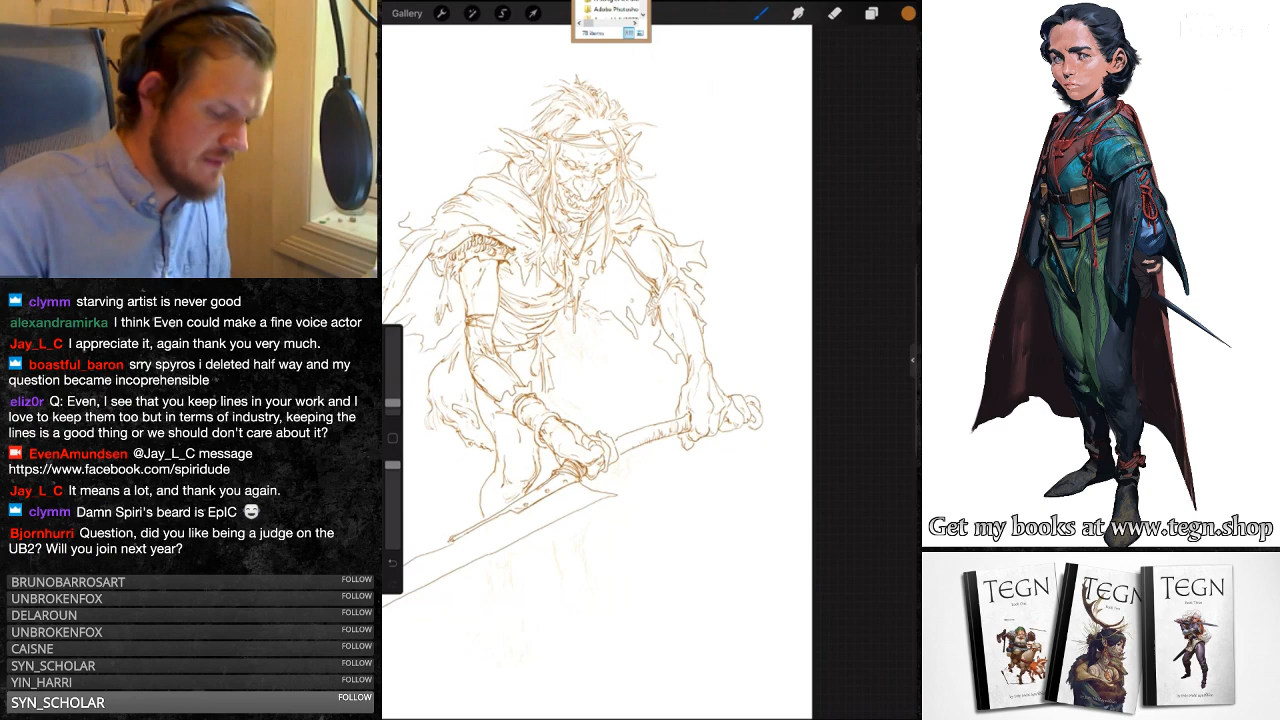 Gallery
Adobe Photosho
78 items
clymm starving artist is never good
alexandramirka I think Even could make a fine voice actor
Jay_L_C I appreciate it, again thank you very much.
boastful_baron srry spyros i deleted half way and my
question became incoprehensible
eliz0r Q: Even, I see that you keep lines in your work and I
love to keep them too but in terms of industry, keeping the
lines is a good thing or we should don't care about it?
EvenAmundsen @Jay_L_C message
https://www.facebook.com/spiridude
Jay_L_C It means a lot, and thank you again.
clymm Damn Spiri's beard is EpIC
Bjornhurri Question, did you like being a judge on the
UB2? Will you join next year?
BRUNOBARROSART FOLLOW
UNBROKENFOX FOLLOW
DELAROUN FOLLOW
UNBROKENFOX FOLLOW
CAISNE FOLLOW
SYN_SCHOLAR FOLLOW
YIN_HARRI FOLLOW
SYN_SCHOLAR FOLLOW
Get my books at www.tegn.shop
TEGN
TEGN
TEGN